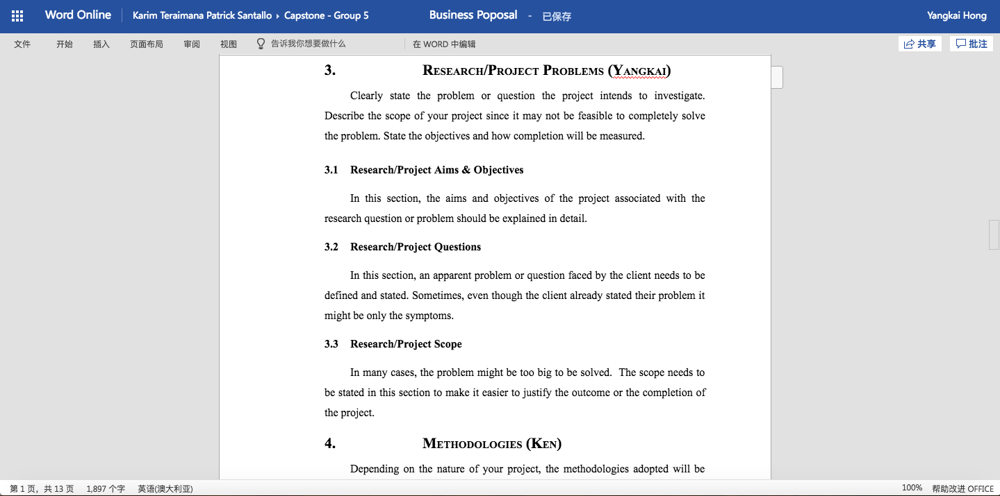 Word Online Karim Teraimana Patrick Santallo › Capstone - Group 5 Business Poposal - 已保存 Yangkai Hong
文件 开始 插入 页面布局 审阅 视图 告诉我你想要做什么 在 WORD 中编辑 共享 批注
3. RESEARCH/PROJECT PROBLEMS (YANGKAI)
Clearly state the problem or question the project intends to investigate.
Describe the scope of your project since it may not be feasible to completely solve
the problem. State the objectives and how completion will be measured.
3.1 Research/Project Aims & Objectives
In this section, the aims and objectives of the project associated with the
research question or problem should be explained in detail.
3.2 Research/Project Questions
In this section, an apparent problem or question faced by the client needs to be
defined and stated. Sometimes, even though the client already stated their problem it
might be only the symptoms.
3.3 Research/Project Scope
In many cases, the problem might be too big to be solved.  The scope needs to
be stated in this section to make it easier to justify the outcome or the completion of
the project.
4. METHODOLOGIES (KEN)
Depending on the nature of your project, the methodologies adopted will be
第 1 页，共 13 页 1,897 个字 英语(澳大利亚) 100% 帮助改进 OFFICE